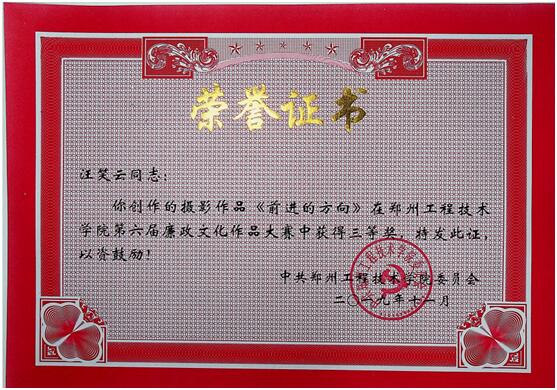 荣誉证书
汪笑云同志：
你创作的摄影作品《前进的方向》在郑州工程技术
学院第六届廉政文化作品大赛中获得三等奖，特发此证，
以资鼓励！
中共郑州工程技术学院委员会
二〇一九年十一月